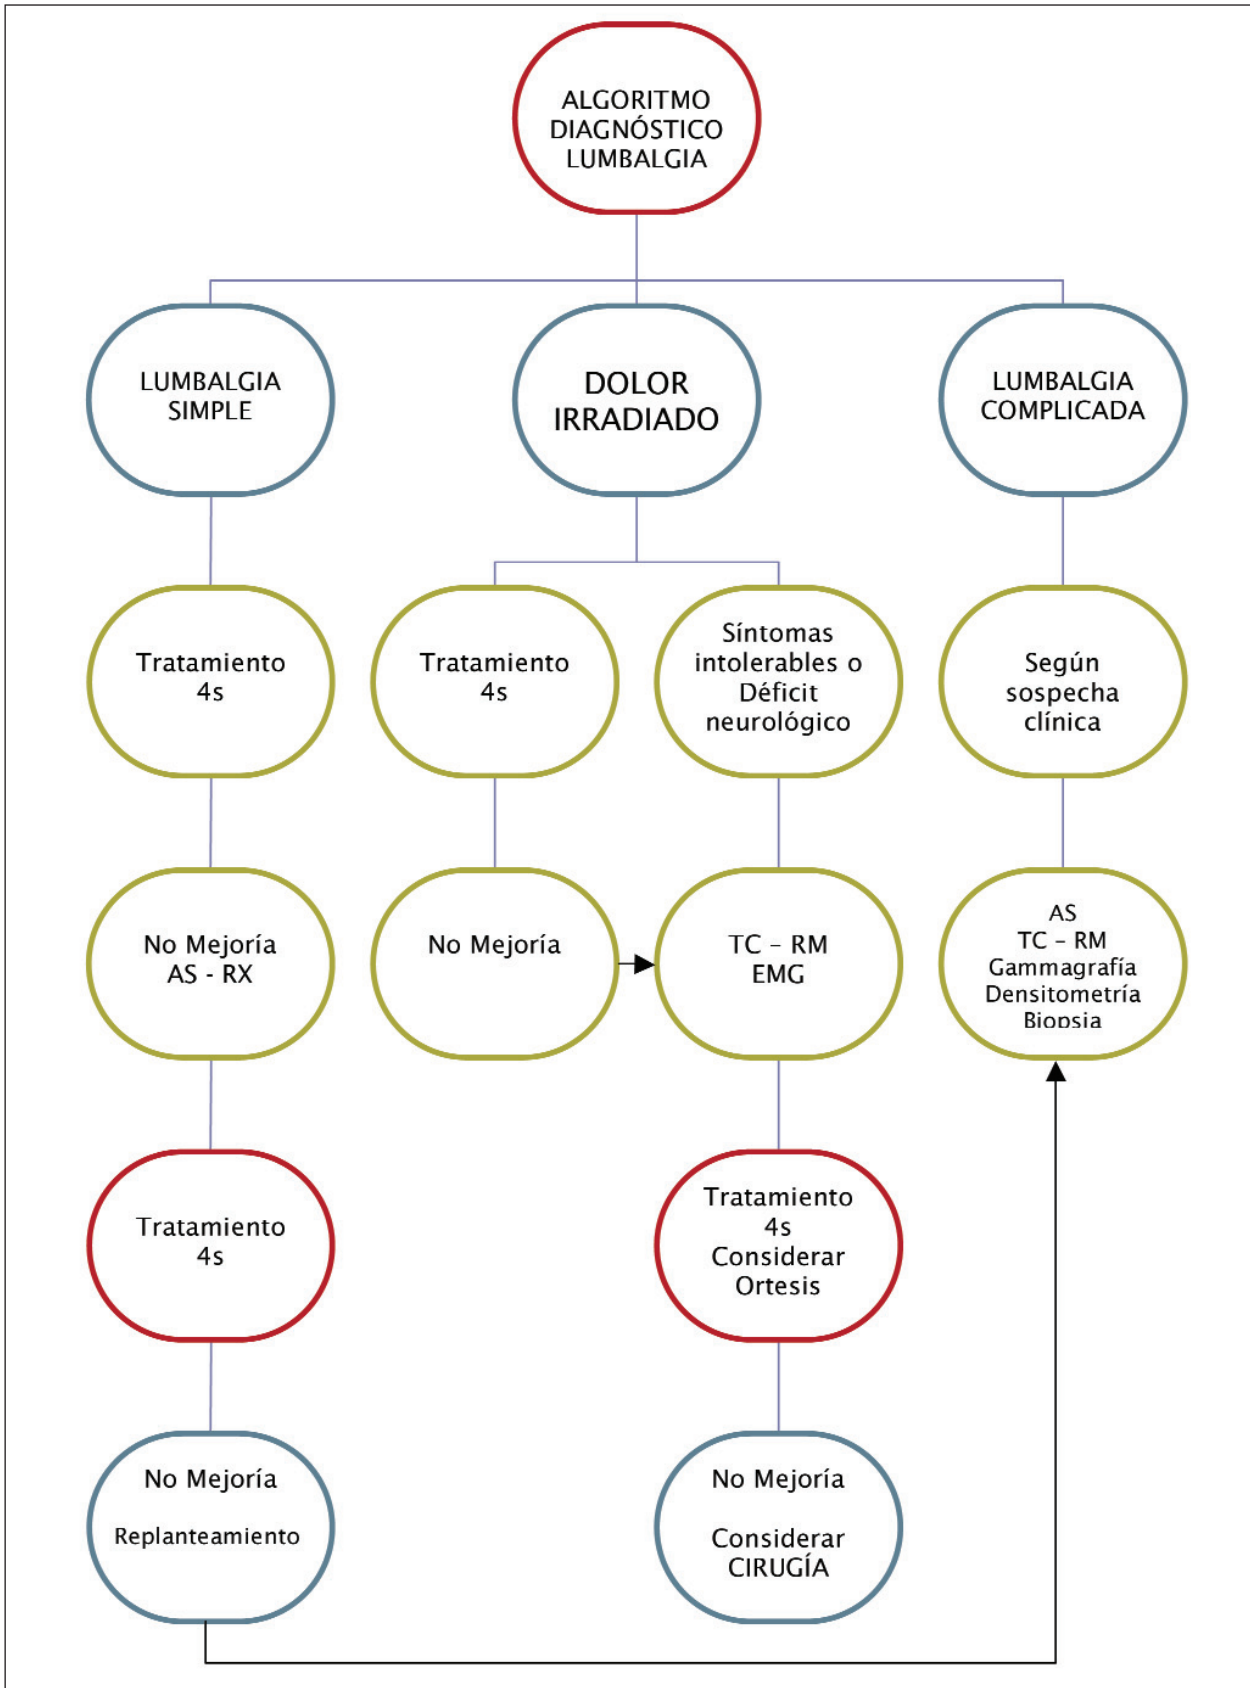 ALGORITMO
DIAGNÓSTICO
LUMBALGIA
LUMBALGIA
SIMPLE
DOLOR
IRRADIADO
LUMBALGIA
COMPLICADA
Tratamiento
4s
Tratamiento
4s
Síntomas
intolerables o
Déficit
neurológico
Según
sospecha
clínica
No Mejoría
AS - RX
No Mejoría
TC – RM
EMG
AS
TC – RM
Gammagrafía
Densitometría
Biopsia
Tratamiento
4s
Tratamiento
4s
Considerar
Ortesis
No Mejoría
Replanteamiento
No Mejoría
Considerar
CIRUGÍA